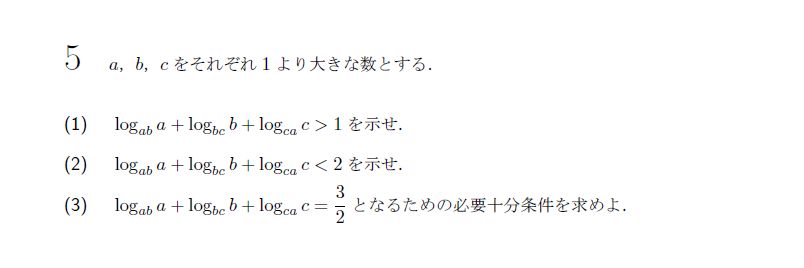 5 a，b，c をそれぞれ 1 より大きな数とする．
(1) log_{ab} a + log_{bc} b + log_{ca} c > 1 を示せ．
(2) log_{ab} a + log_{bc} b + log_{ca} c < 2 を示せ．
(3) log_{ab} a + log_{bc} b + log_{ca} c = \frac{3}{2} となるための必要十分条件を求めよ．